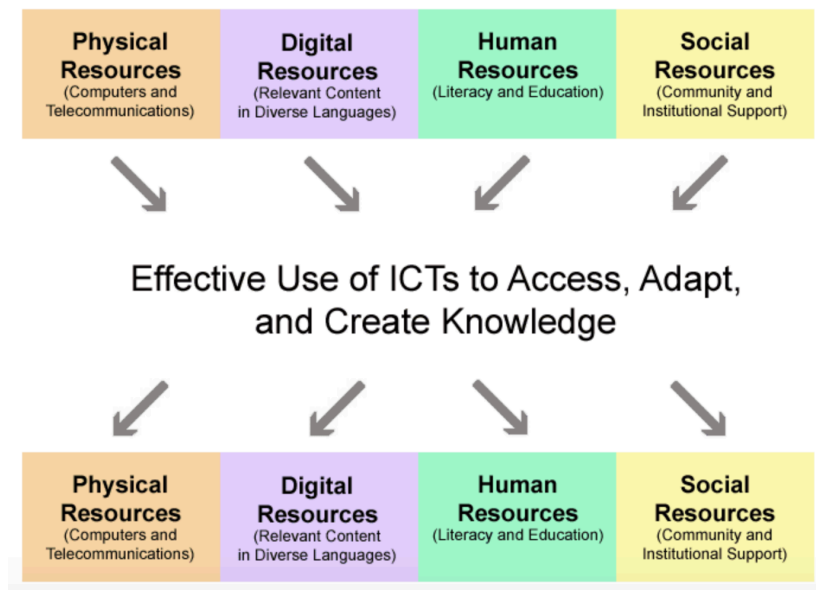 Physical
Resources
(Computers and
Telecommunications)
Digital
Resources
(Relevant Content
in Diverse Languages)
Human
Resources
(Literacy and Education)
Social
Resources
(Community and
Institutional Support)
Effective Use of ICTs to Access, Adapt,
and Create Knowledge
Physical
Resources
(Computers and
Telecommunications)
Digital
Resources
(Relevant Content
in Diverse Languages)
Human
Resources
(Literacy and Education)
Social
Resources
(Community and
Institutional Support)